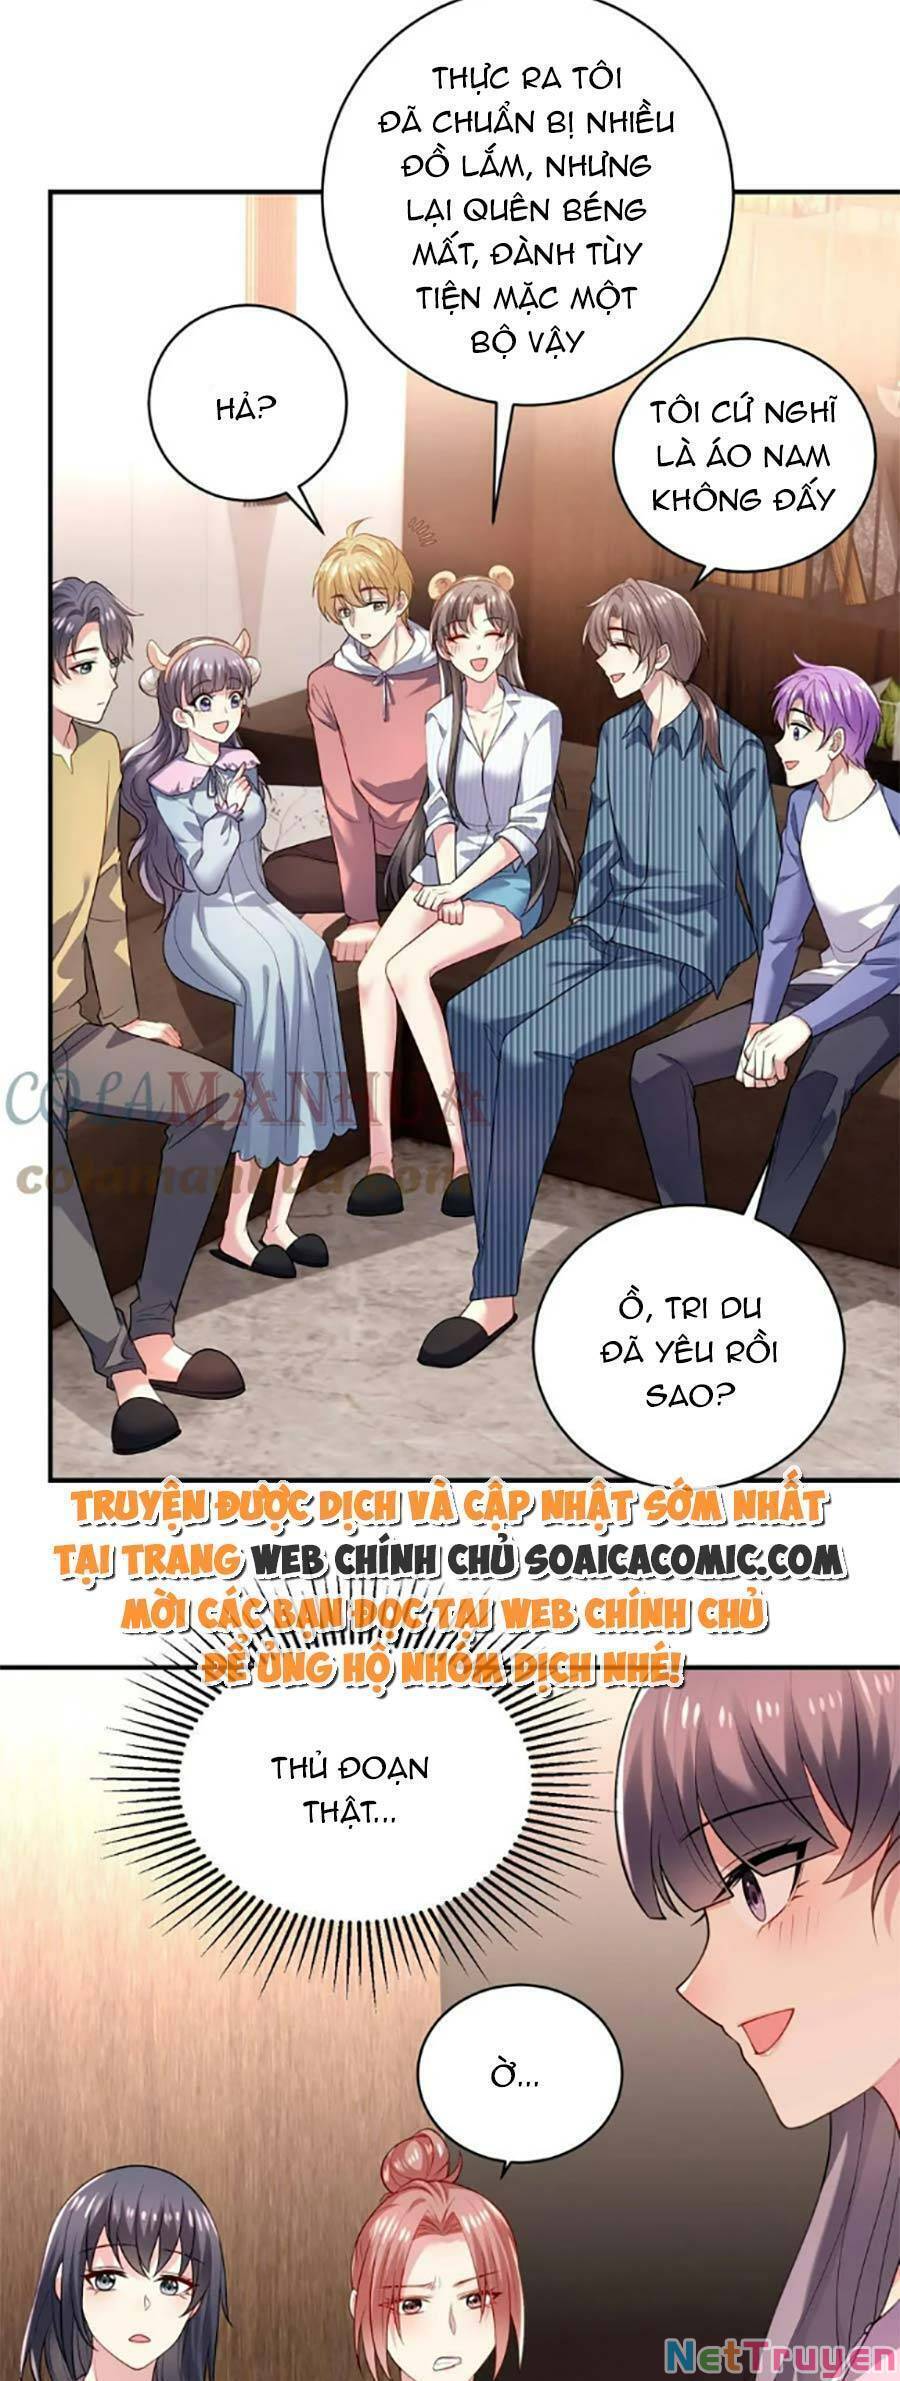 THỰC RA TÔI
ĐÃ CHUẨN BỊ NHIỀU
ĐỒ LẮM, NHƯNG
LẠI QUÊN BÉNG
MẤT, ĐÀNH TÙY
TIỆN MẶC MỘT
BỘ VẬY
HẢ?
TÔI CỨ NGHĨ
LÀ ÁO NAM
KHÔNG ĐẤY
COLAMANHUA
colamanhua.com
Ồ, TRI DU
ĐÃ YÊU RỒI
SAO?
TRUYỆN ĐƯỢC DỊCH VÀ CẬP NHẬT SỚM NHẤT
TẠI TRANG WEB CHÍNH CHỦ SOAICACOMIC.COM
MỜI CÁC BẠN ĐỌC TẠI WEB CHÍNH CHỦ
ĐỂ ỦNG HỘ NHÓM DỊCH NHÉ!
THỦ ĐOẠN
THẬT...
Ờ...
NetTruyen